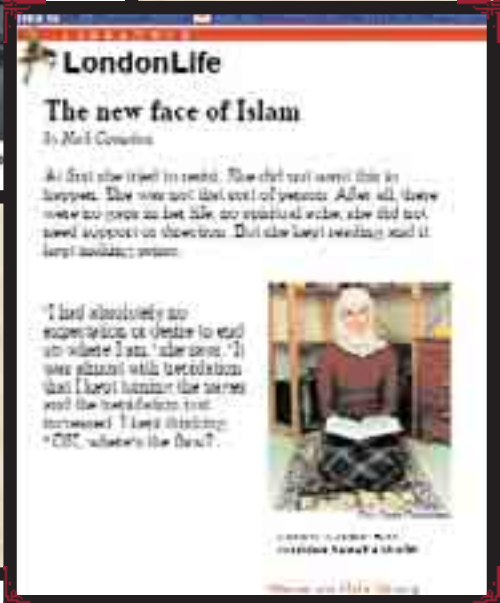 LondonLife
The new face of Islam
By Nick Compton
At first she tried to resist. She did not want this to
happen. She was not that sort of person. After all, there
were no gaps in her life, no spiritual ache, she did not
need support or direction. But she kept reading and it
kept making sense.
"I had absolutely no
expectation or desire to end
up where I am," she says. "It
was almost with trepidation
that I kept turning the pages
and the trepidation just
increased. I kept thinking,
"OK, where's the flaw?"